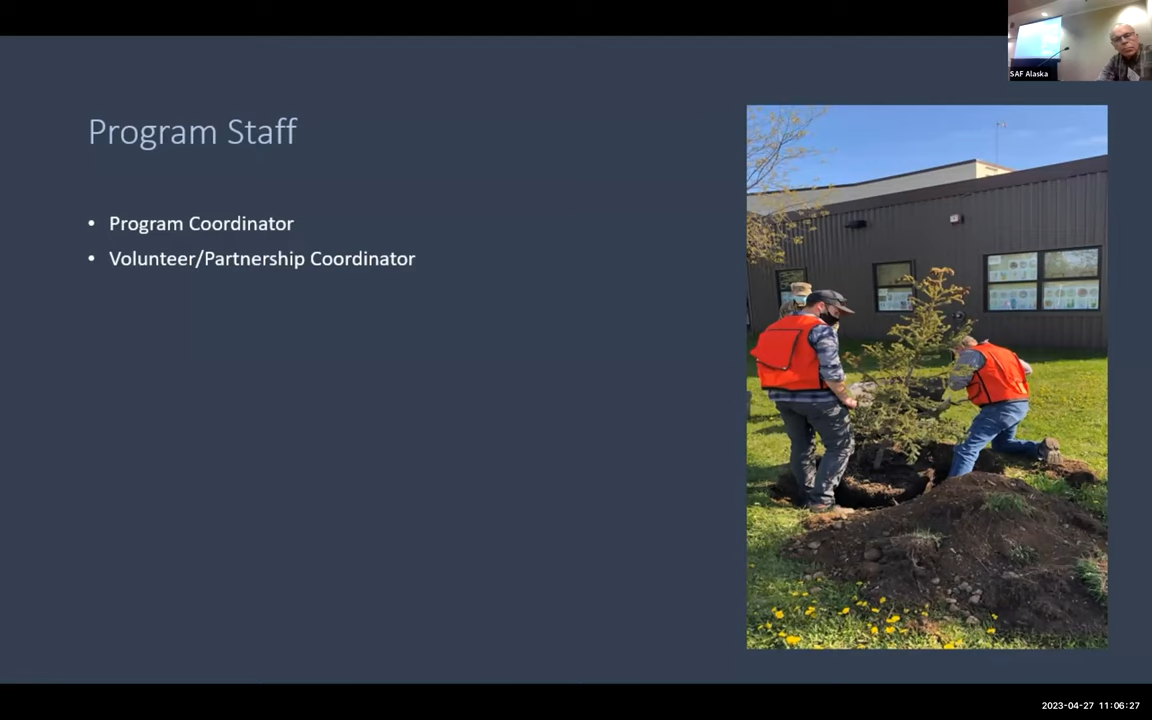 SAF Alaska
Program Staff
• Program Coordinator
• Volunteer/Partnership Coordinator
2023-04-27 11:06:27